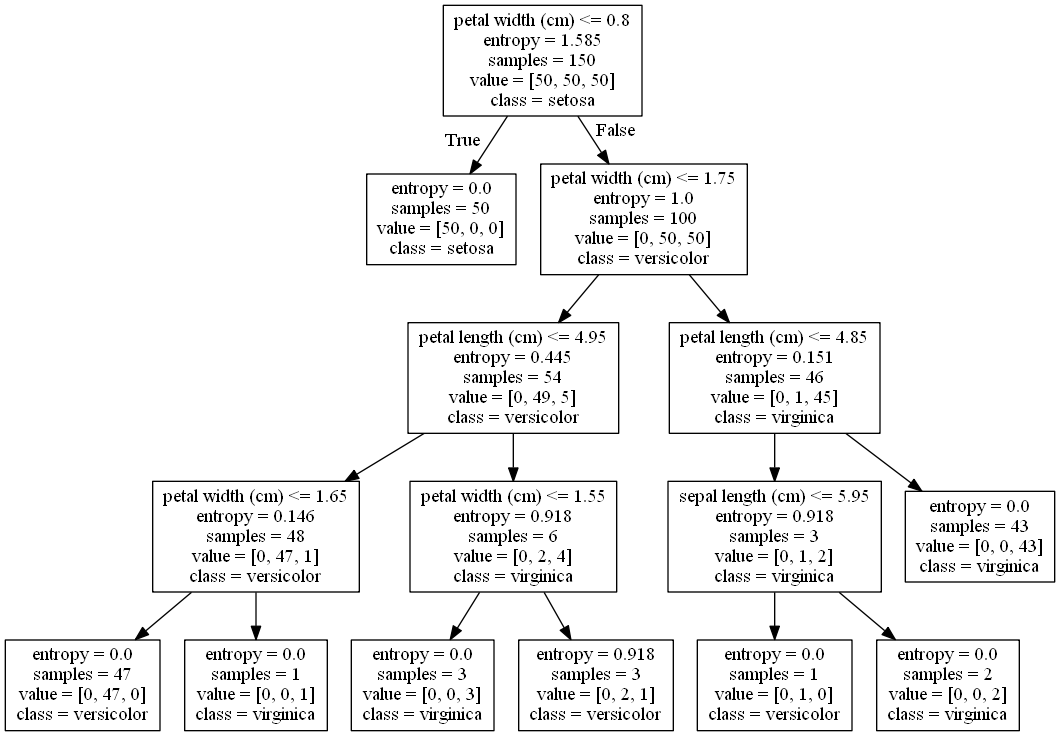 petal width (cm) <= 0.8
entropy = 1.585
samples = 150
value = [50, 50, 50]
class = setosa
True
False
entropy = 0.0
samples = 50
value = [50, 0, 0]
class = setosa
petal width (cm) <= 1.75
entropy = 1.0
samples = 100
value = [0, 50, 50]
class = versicolor
petal length (cm) <= 4.95
entropy = 0.445
samples = 54
value = [0, 49, 5]
class = versicolor
petal length (cm) <= 4.85
entropy = 0.151
samples = 46
value = [0, 1, 45]
class = virginica
petal width (cm) <= 1.65
entropy = 0.146
samples = 48
value = [0, 47, 1]
class = versicolor
petal width (cm) <= 1.55
entropy = 0.918
samples = 6
value = [0, 2, 4]
class = virginica
sepal length (cm) <= 5.95
entropy = 0.918
samples = 3
value = [0, 1, 2]
class = virginica
entropy = 0.0
samples = 43
value = [0, 0, 43]
class = virginica
entropy = 0.0
samples = 47
value = [0, 47, 0]
class = versicolor
entropy = 0.0
samples = 1
value = [0, 0, 1]
class = virginica
entropy = 0.0
samples = 3
value = [0, 0, 3]
class = virginica
entropy = 0.918
samples = 3
value = [0, 2, 1]
class = versicolor
entropy = 0.0
samples = 1
value = [0, 1, 0]
class = versicolor
entropy = 0.0
samples = 2
value = [0, 0, 2]
class = virginica